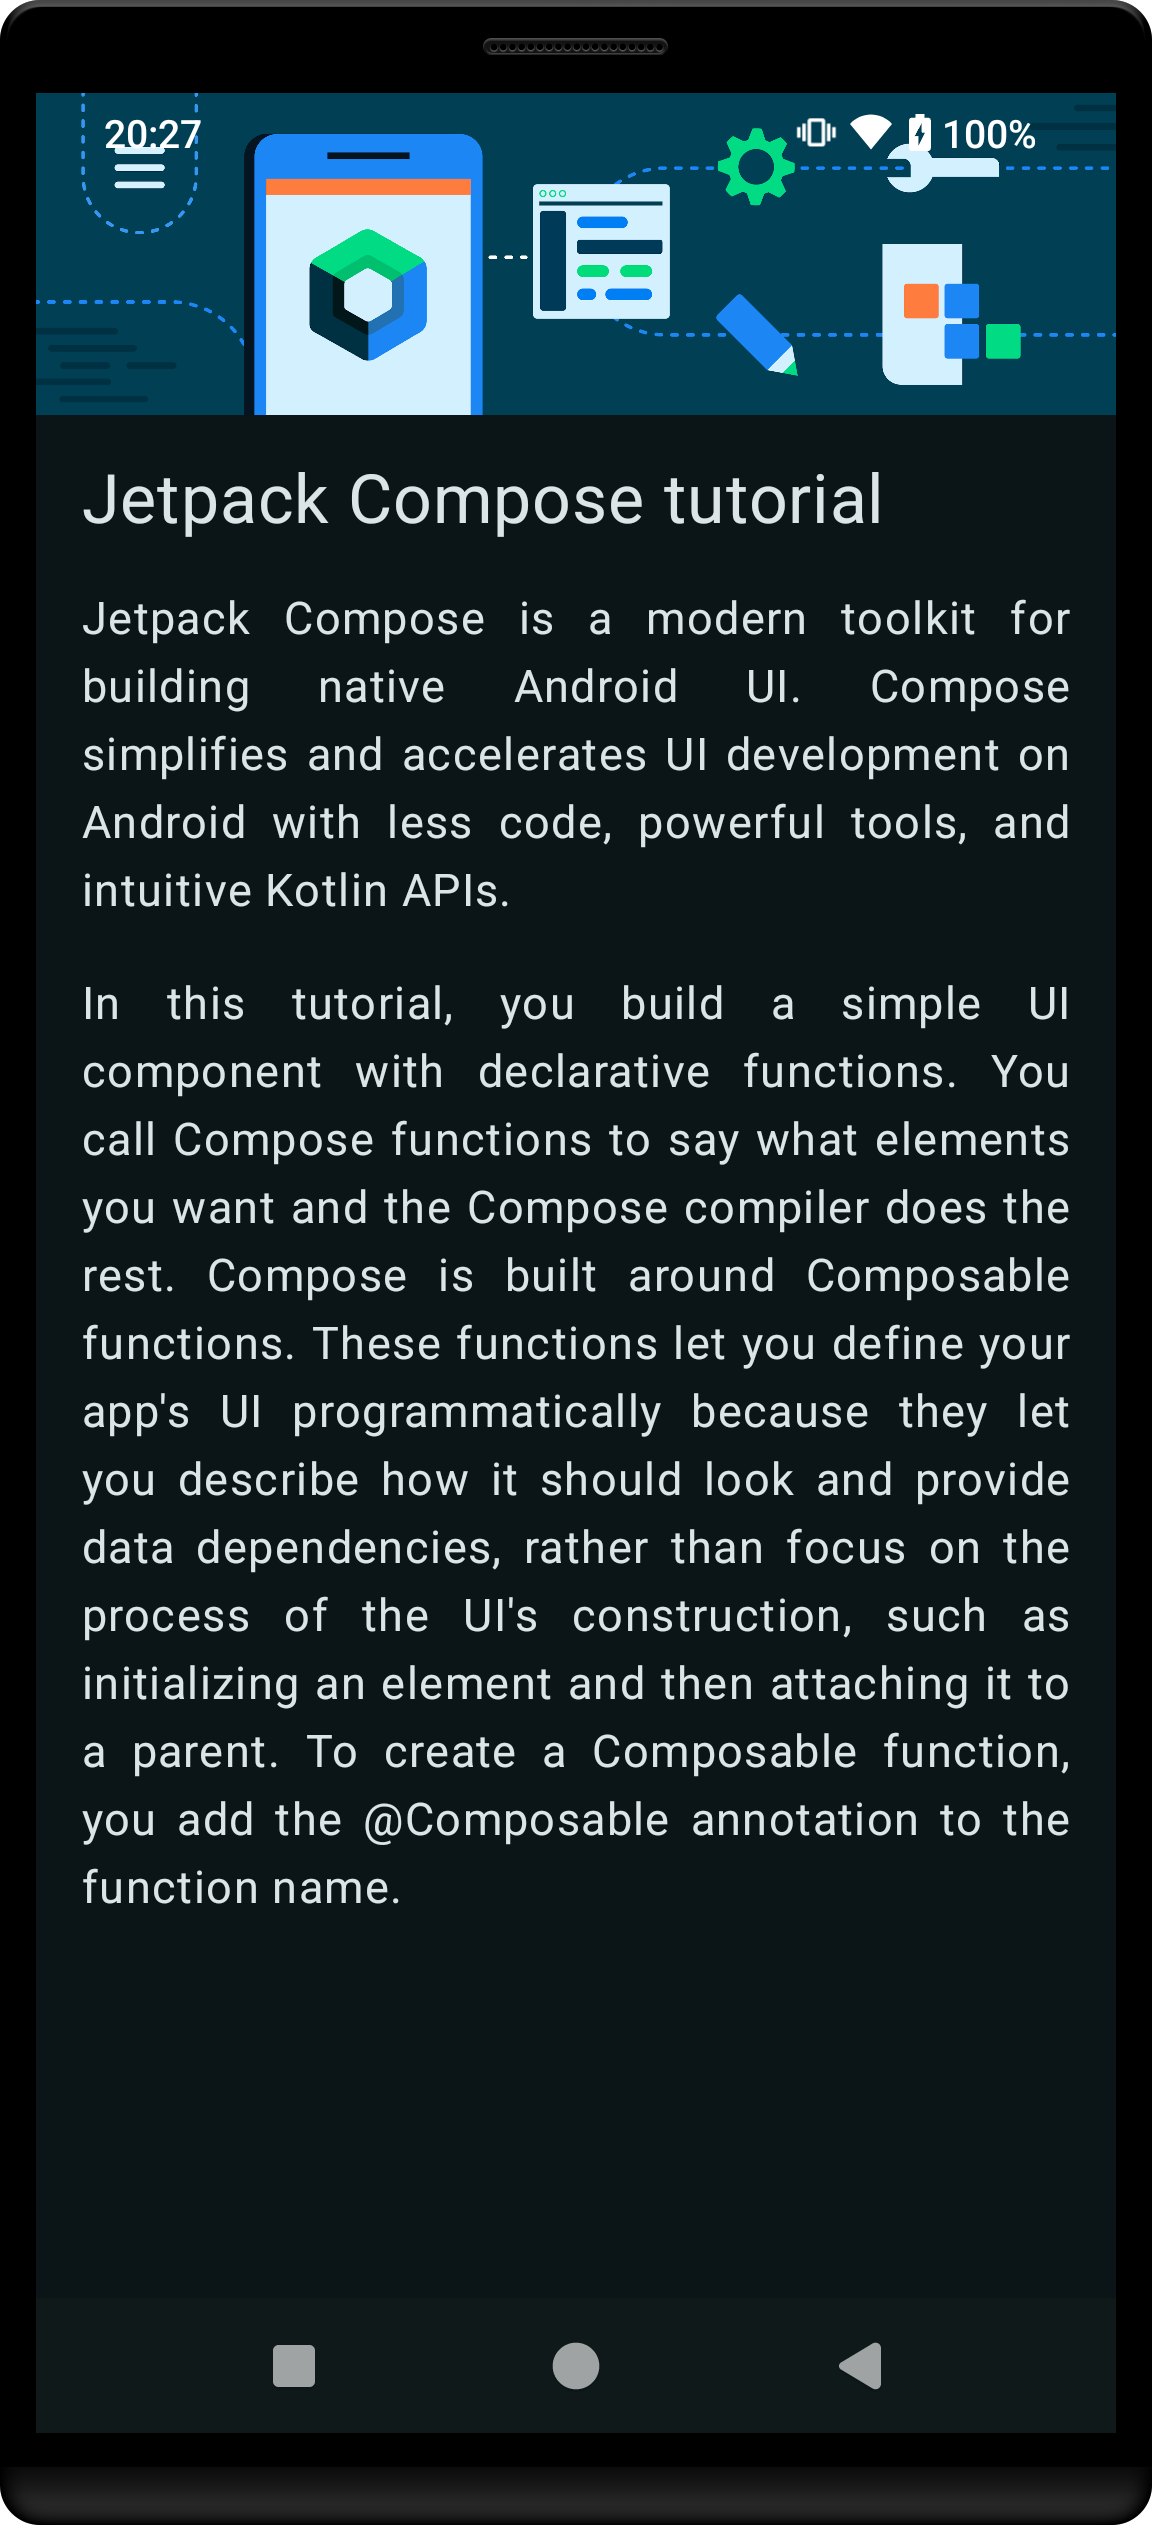 20:27
100%
Jetpack Compose tutorial
Jetpack Compose is a modern toolkit for
building native Android UI. Compose
simplifies and accelerates UI development on
Android with less code, powerful tools, and
intuitive Kotlin APIs.
In this tutorial, you build a simple UI
component with declarative functions. You
call Compose functions to say what elements
you want and the Compose compiler does the
rest. Compose is built around Composable
functions. These functions let you define your
app's UI programmatically because they let
you describe how it should look and provide
data dependencies, rather than focus on the
process of the UI's construction, such as
initializing an element and then attaching it to
a parent. To create a Composable function,
you add the @Composable annotation to the
function name.